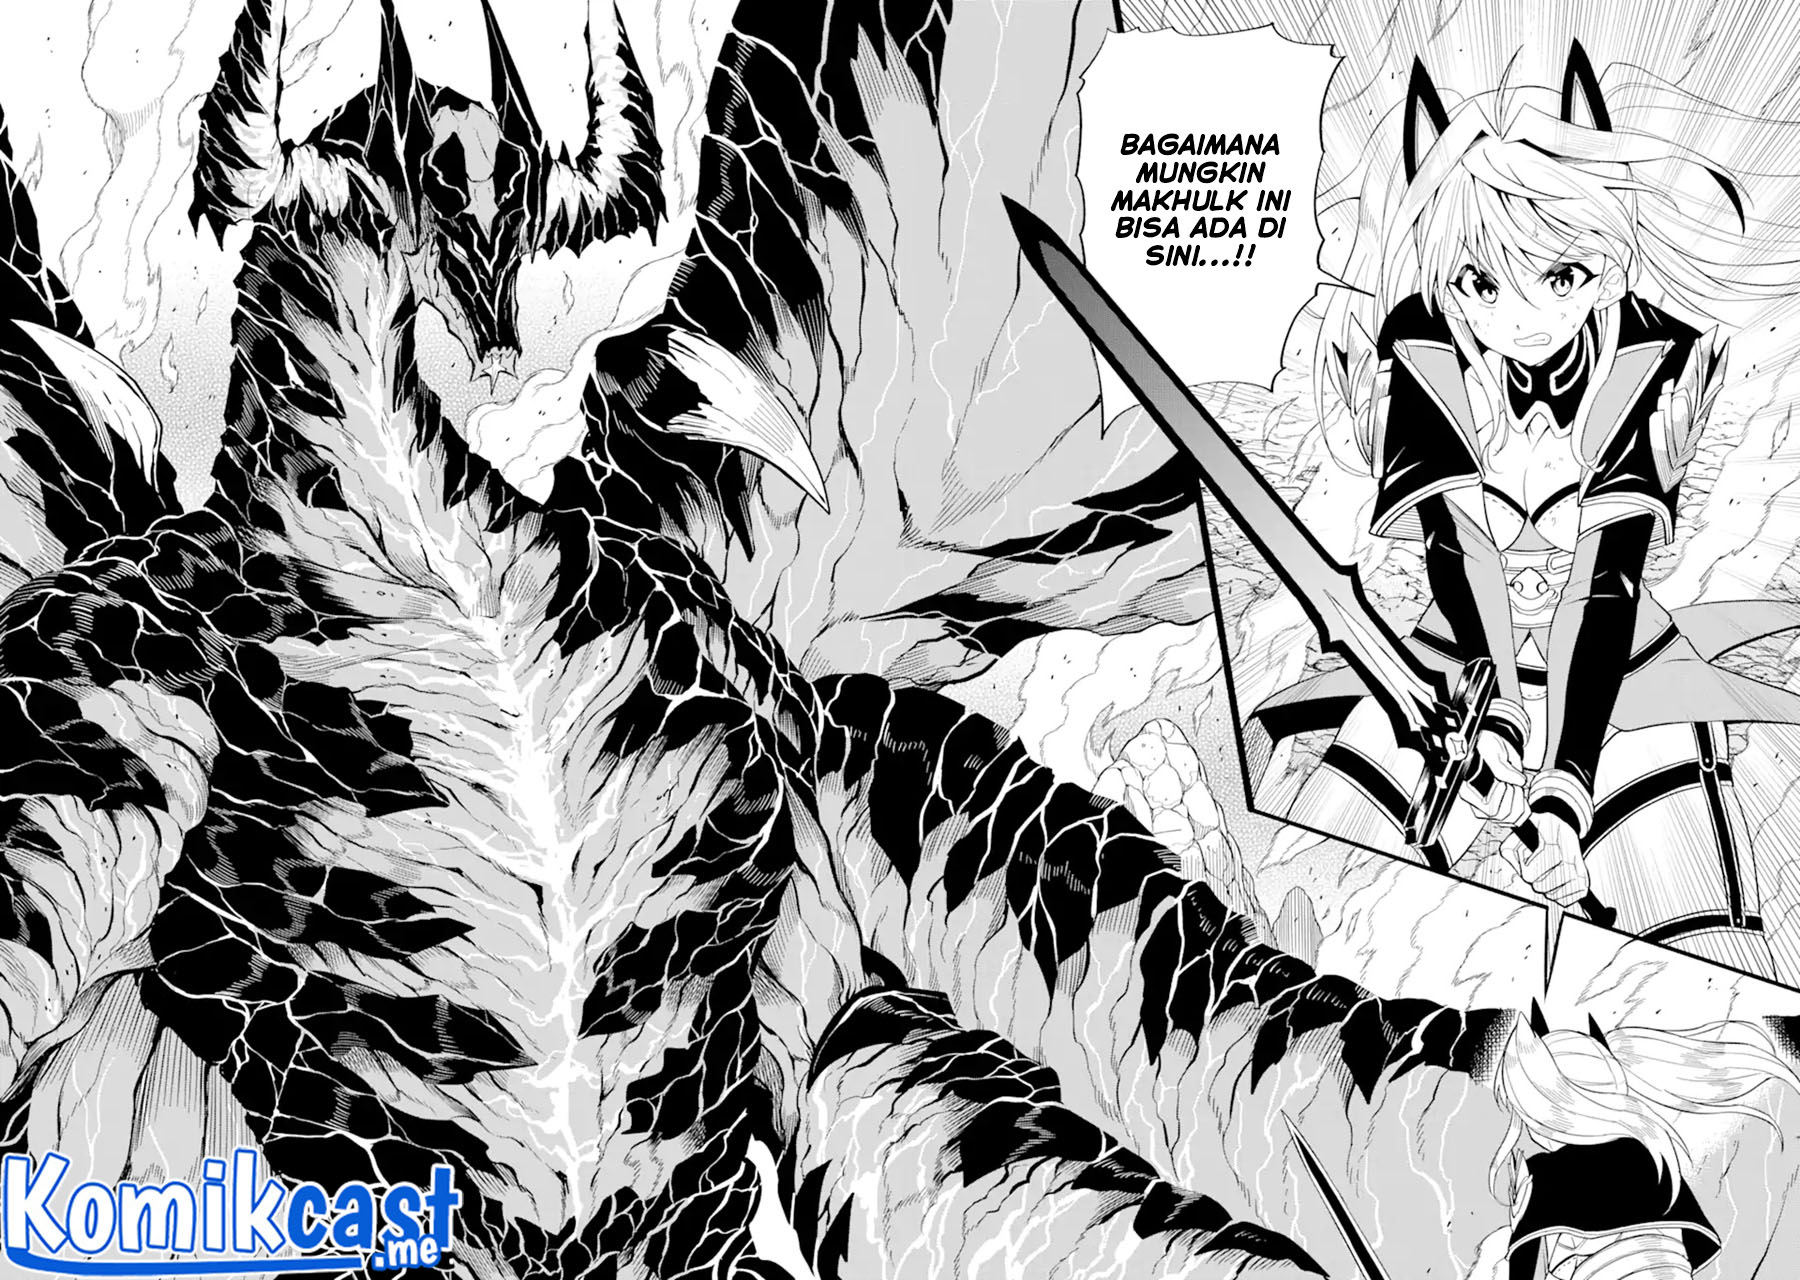 BAGAIMANA
MUNGKIN
MAKHULK INI
BISA ADA DI
SINI...!!
Komikcast
.me